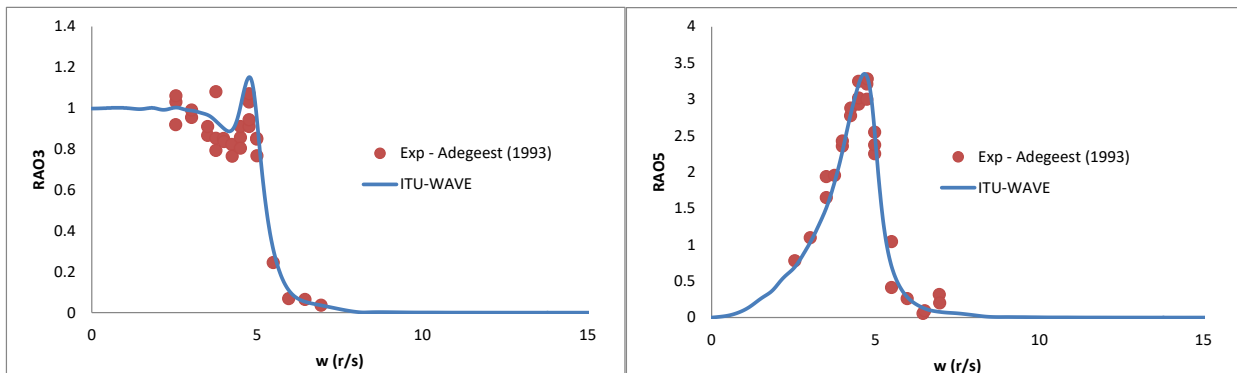 1.4
1.2
1
0.8
0.6
0.4
0.2
0
RAO3
Exp - Adegeest (1993)
ITU-WAVE
0 5 10 15
w (r/s)
4
3.5
3
2.5
2
1.5
1
0.5
0
RAO5
Exp - Adegeest (1993)
ITU-WAVE
0 5 10 15
w (r/s)